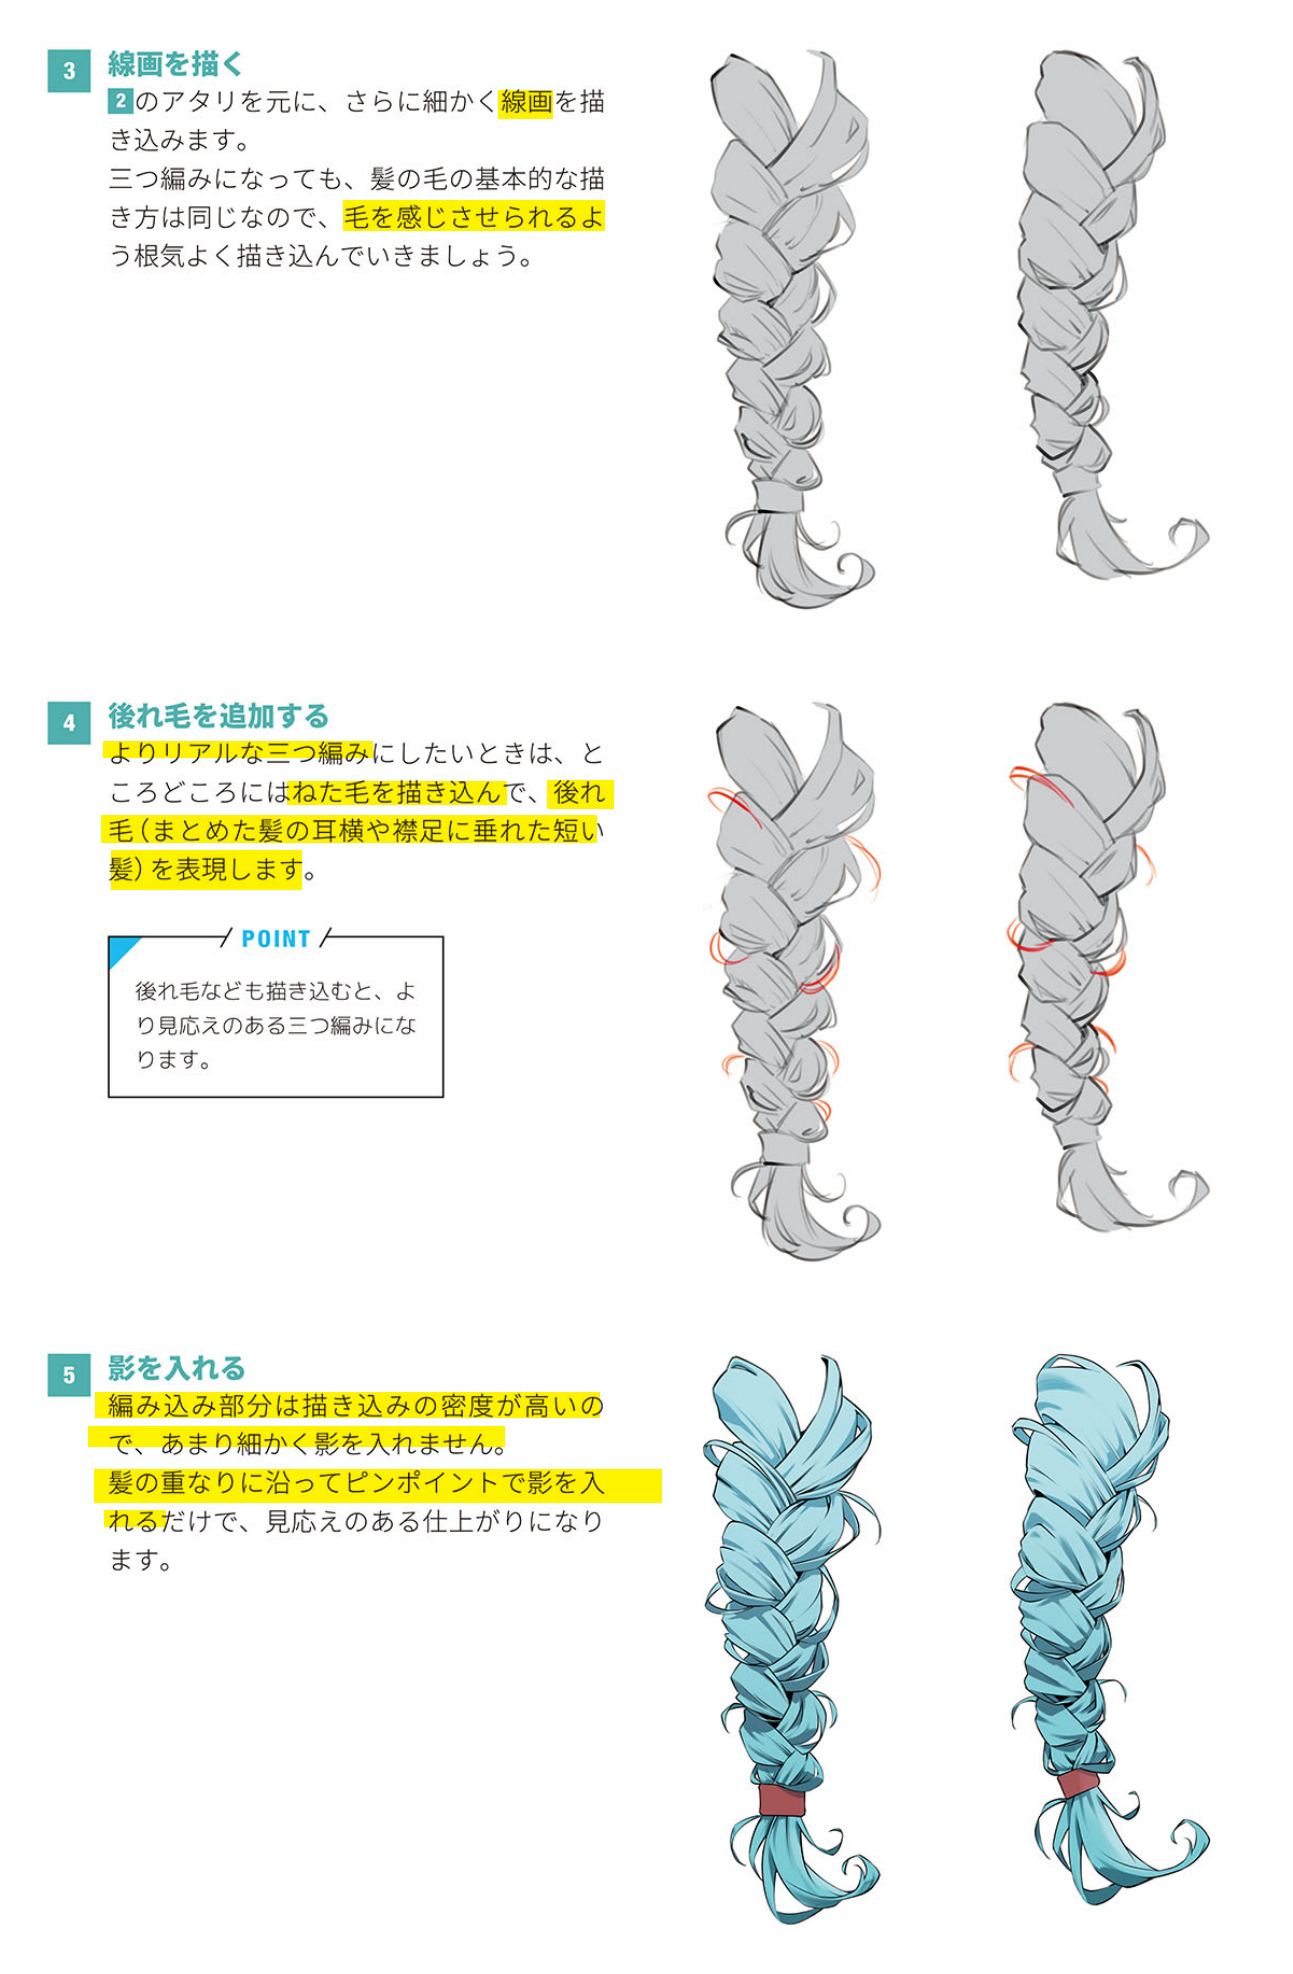 3 線画を描く
2のアタリを元に、さらに細かく線画を描
き込みます。
三つ編みになっても、髪の毛の基本的な描
き方は同じなので、毛を感じさせられるよ
う根気よく描き込んでいきましょう。
4 後れ毛を追加する
よりリアルな三つ編みにしたいときは、と
ころどころにはねた毛を描き込んで、後れ
毛(まとめた髪の耳横や襟足に垂れた短い
髪)を表現します。
POINT
後れ毛なども描き込むと、よ
り見応えのある三つ編みにな
ります。
5 影を入れる
編み込み部分は描き込みの密度が高いの
で、あまり細かく影を入れません。
髪の重なりに沿ってピンポイントで影を入
れるだけで、見応えのある仕上がりになり
ます。